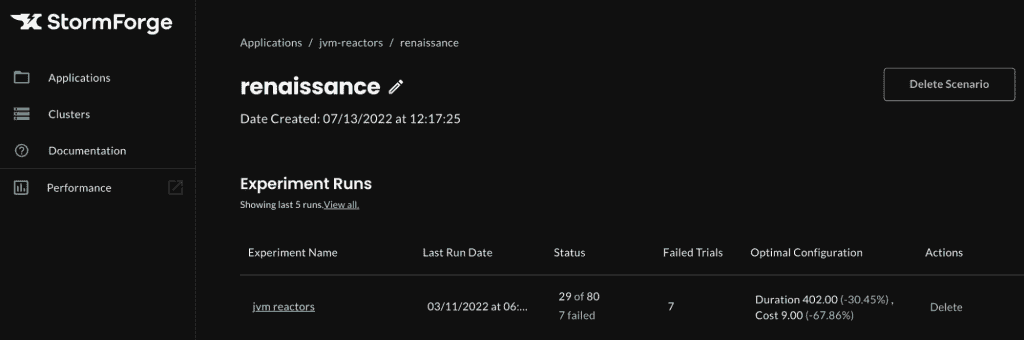 StormForge
Applications
Clusters
Documentation
Performance
Applications / jvm-reactors / renaissance
renaissance
Delete Scenario
Date Created: 07/13/2022 at 12:17:25
Experiment Runs
Showing last 5 runs.View all.
Experiment Name Last Run Date Status Failed Trials Optimal Configuration Actions
jvm reactors 03/11/2022 at 06:... 29 of 80 7 Duration 402.00 (-30.45%) , Delete
7 failed Cost 9.00 (-67.86%)